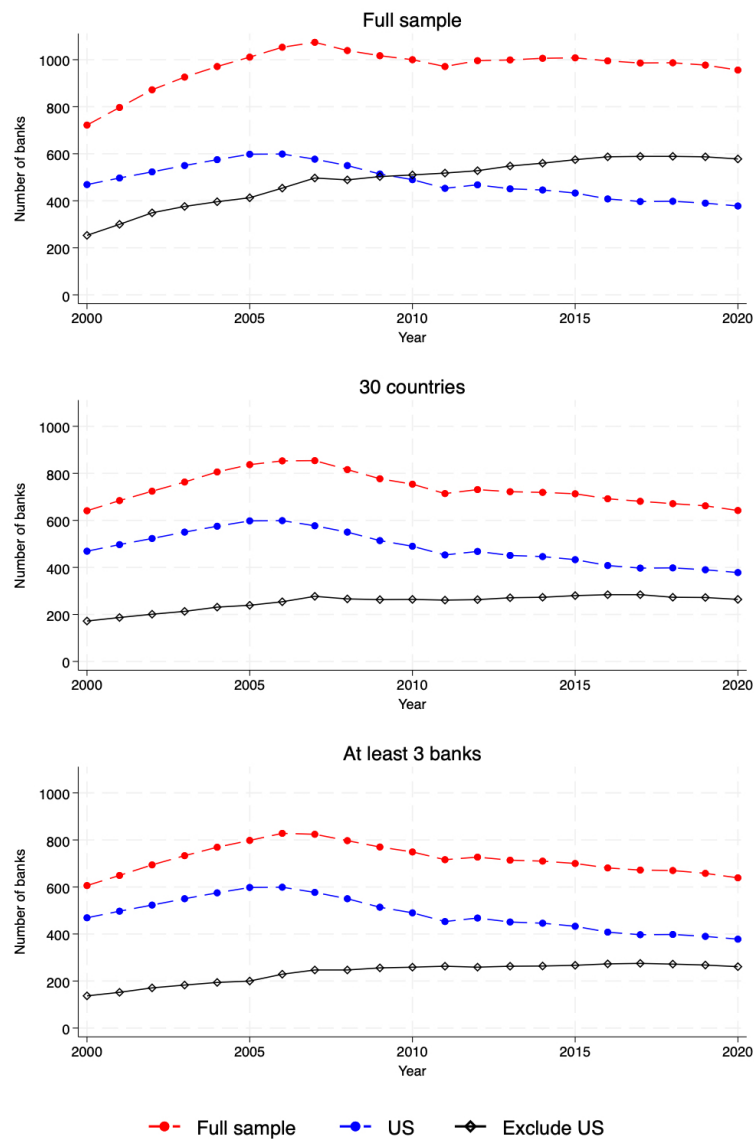 Full sample
Number of banks
1000
800
600
400
200
0
2000 2005 2010 2015 2020
Year
30 countries
Number of banks
1000
800
600
400
200
0
2000 2005 2010 2015 2020
Year
At least 3 banks
Number of banks
1000
800
600
400
200
0
2000 2005 2010 2015 2020
Year
Full sample US Exclude US